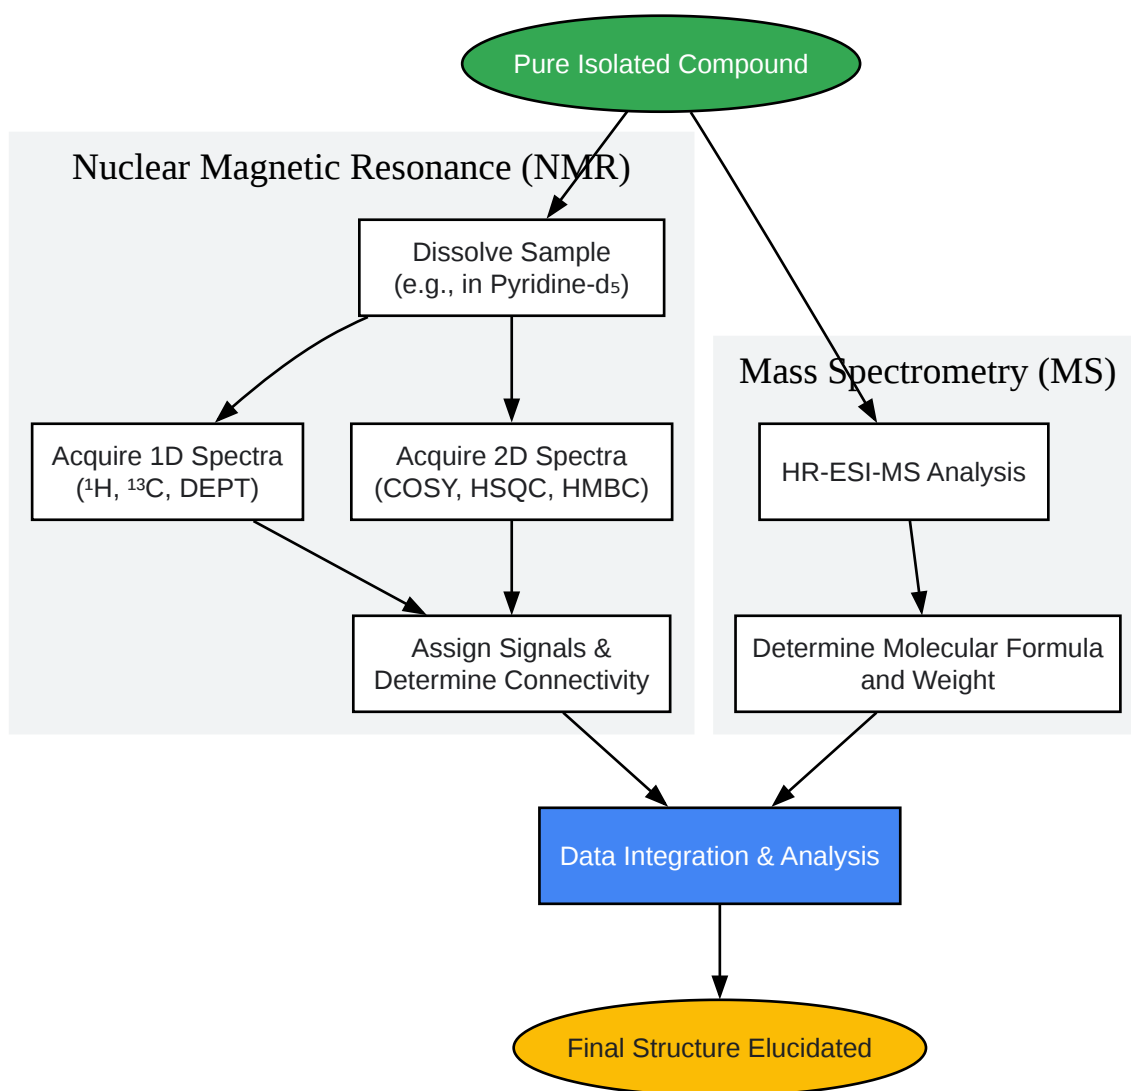 Pure Isolated Compound
Nuclear Magnetic Resonance (NMR)
Dissolve Sample
(e.g., in Pyridine-d₅)
Acquire 1D Spectra
(¹H, ¹³C, DEPT)
Acquire 2D Spectra
(COSY, HSQC, HMBC)
Assign Signals &
Determine Connectivity
Mass Spectrometry (MS)
HR-ESI-MS Analysis
Determine Molecular Formula
and Weight
Data Integration & Analysis
Final Structure Elucidated